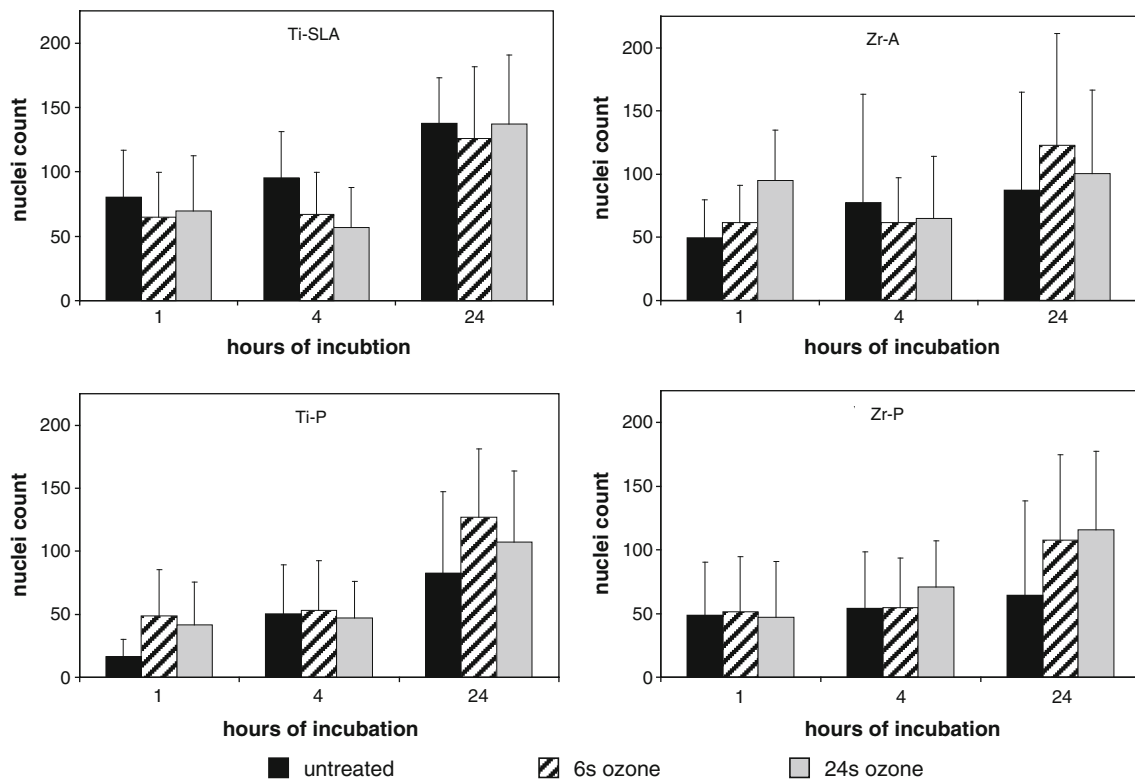 Ti-SLA
nuclei count
200
150
100
50
0
1 4 24
hours of incubtion
Zr-A
nuclei count
200
150
100
50
0
1 4 24
hours of incubation
Ti-P
nuclei count
200
150
100
50
0
1 4 24
hours of incubation
Zr-P
nuclei count
200
150
100
50
0
1 4 24
hours of incubation
untreated 6s ozone 24s ozone